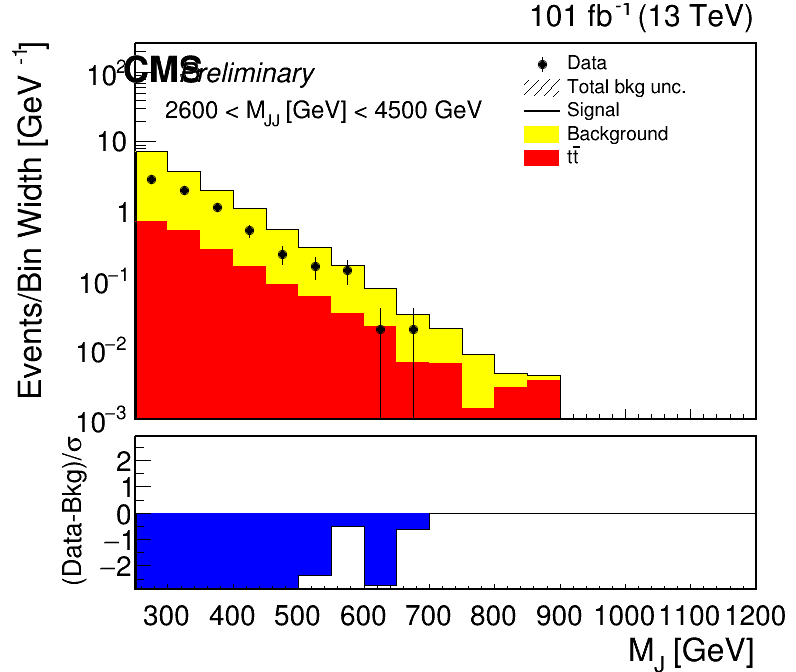 101 fb⁻¹ (13 TeV)
CMS Preliminary
2600 < M_JJ [GeV] < 4500 GeV
Data
Total bkg unc.
Signal
Background
tt̄
Events/Bin Width [GeV⁻¹]
10²
10
1
10⁻¹
10⁻²
10⁻³
(Data-Bkg)/σ
2
1
0
−1
−2
300 400 500 600 700 800 900 1000 1100 1200
M_J [GeV]